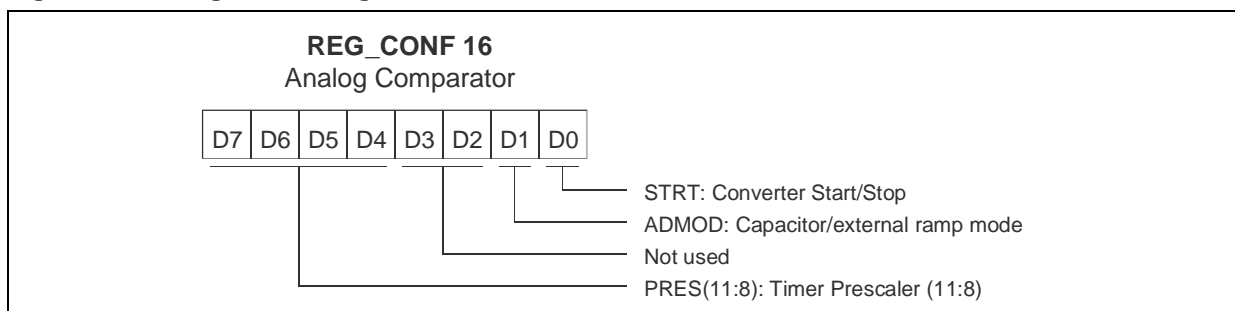 REG_CONF 16
Analog Comparator
D7 D6 D5 D4 D3 D2 D1 D0
STRT: Converter Start/Stop
ADMOD: Capacitor/external ramp mode
Not used
PRES(11:8): Timer Prescaler (11:8)